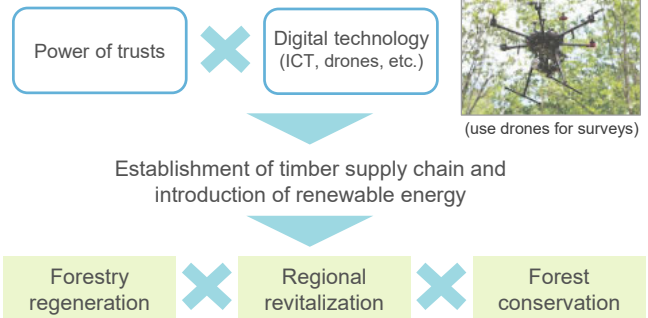 Power of trusts
Digital technology
(ICT, drones, etc.)
(use drones for surveys)
Establishment of timber supply chain and
introduction of renewable energy
Forestry
regeneration
Regional
revitalization
Forest
conservation